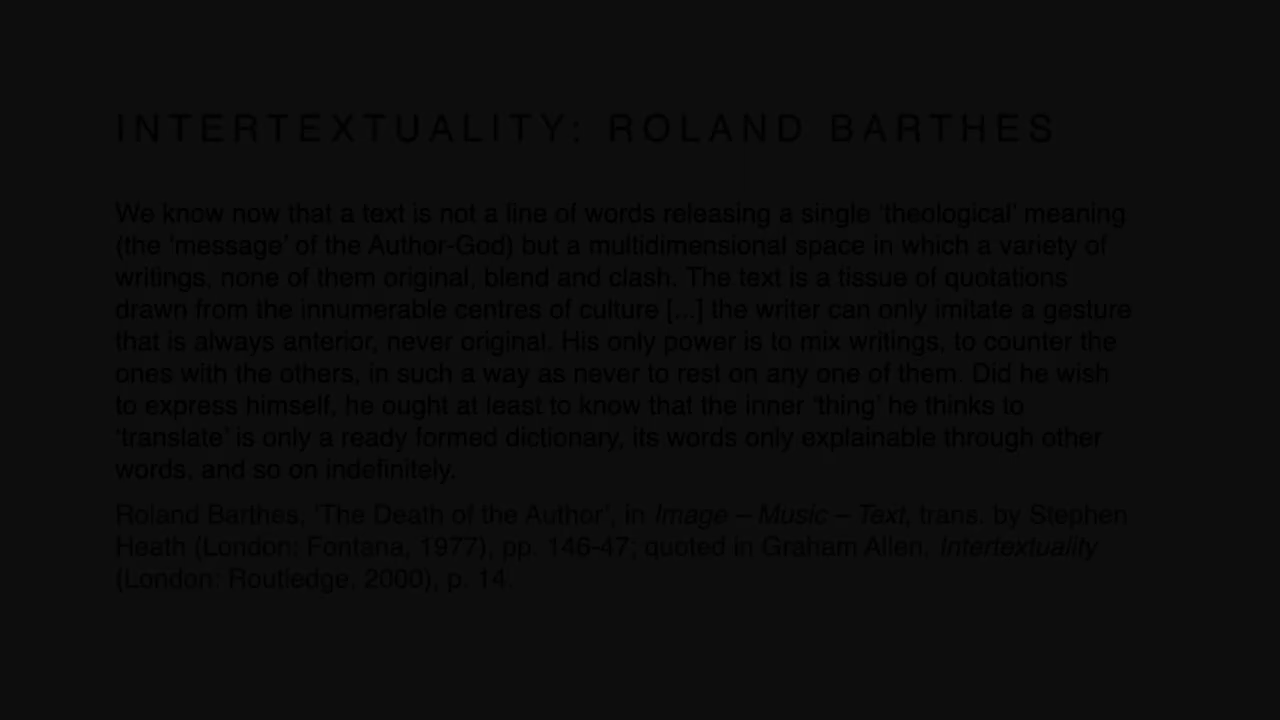 INTERTEXTUALITY: ROLAND BARTHES
We know now that a text is not a line of words releasing a single ‘theological’ meaning
(the ‘message’ of the Author-God) but a multidimensional space in which a variety of
writings, none of them original, blend and clash. The text is a tissue of quotations
drawn from the innumerable centres of culture [...] the writer can only imitate a gesture
that is always anterior, never original. His only power is to mix writings, to counter the
ones with the others, in such a way as never to rest on any one of them. Did he wish
to express himself, he ought at least to know that the inner ‘thing’ he thinks to
‘translate’ is only a ready formed dictionary, its words only explainable through other
words, and so on indefinitely.
Roland Barthes, ‘The Death of the Author’, in Image – Music – Text, trans. by Stephen
Heath (London: Fontana, 1977), pp. 146-47; quoted in Graham Allen, Intertextuality
(London: Routledge, 2000), p. 14.